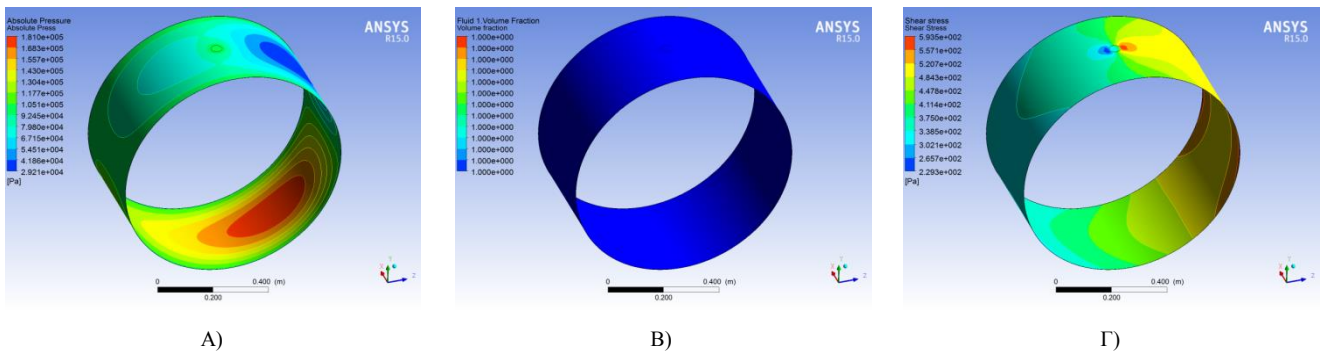 Absolute Pressure
Absolute Press
1.810e+005
1.683e+005
1.557e+005
1.430e+005
1.304e+005
1.177e+005
1.051e+005
9.245e+004
7.980e+004
6.715e+004
5.451e+004
4.186e+004
2.921e+004
[Pa]
ANSYS
R15.0
0
0.400 (m)
0.200
X
Y
Z
A)
Fluid 1.Volume Fraction
Volume fraction
1.000e+000
1.000e+000
1.000e+000
1.000e+000
1.000e+000
1.000e+000
1.000e+000
1.000e+000
1.000e+000
1.000e+000
1.000e+000
ANSYS
R15.0
0
0.400 (m)
0.200
X
Y
Z
B)
Shear stress
Shear Stress
5.935e+002
5.571e+002
5.207e+002
4.843e+002
4.478e+002
4.114e+002
3.750e+002
3.385e+002
3.021e+002
2.657e+002
2.293e+002
[Pa]
ANSYS
R15.0
0
0.400 (m)
0.200
X
Y
Z
Г)